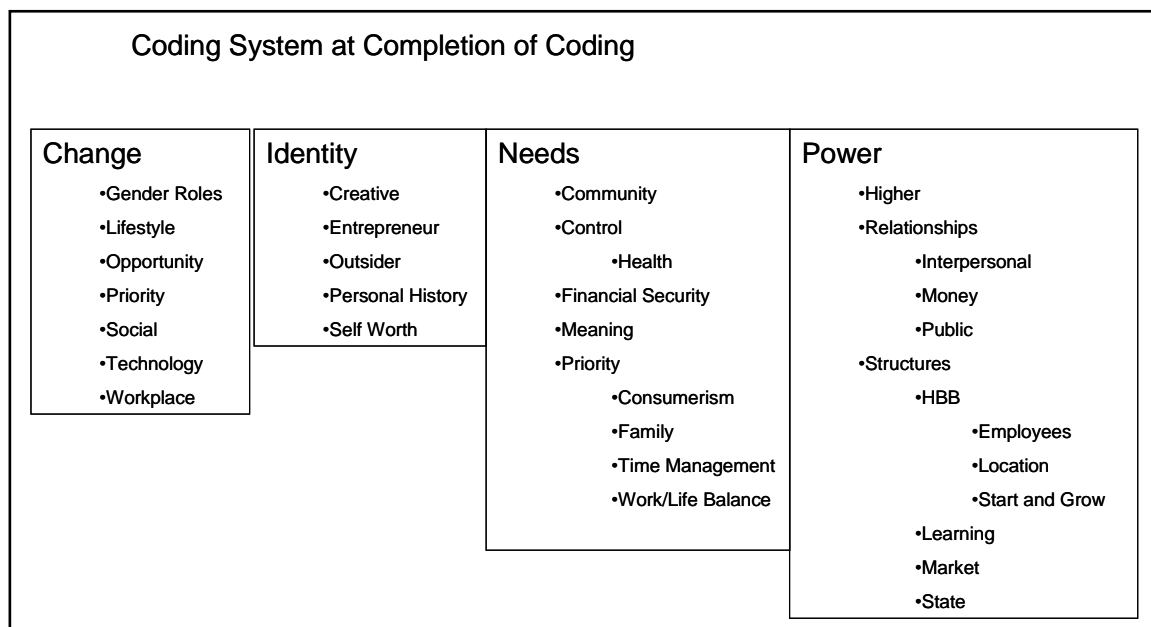 Coding System at Completion of Coding
Change
•Gender Roles
•Lifestyle
•Opportunity
•Priority
•Social
•Technology
•Workplace
Identity
•Creative
•Entrepreneur
•Outsider
•Personal History
•Self Worth
Needs
•Community
•Control
•Health
•Financial Security
•Meaning
•Priority
•Consumerism
•Family
•Time Management
•Work/Life Balance
Power
•Higher
•Relationships
•Interpersonal
•Money
•Public
•Structures
•HBB
•Employees
•Location
•Start and Grow
•Learning
•Market
•State